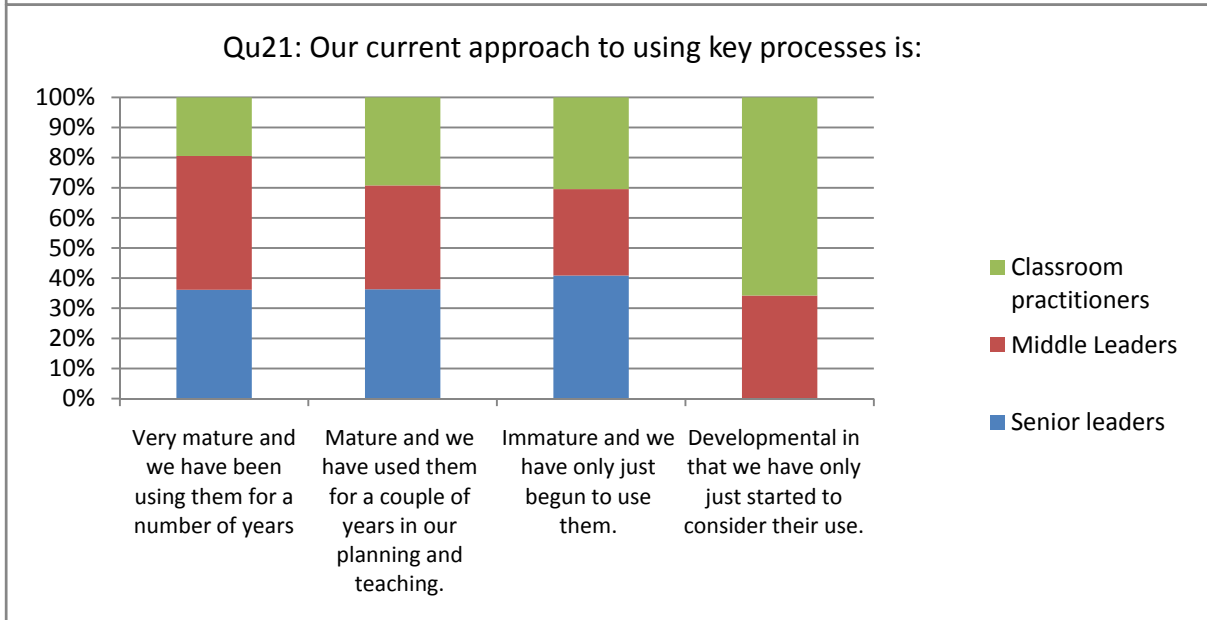 Qu21: Our current approach to using key processes is:
100%
90%
80%
70%
60%
50%
40%
30%
20%
10%
0%
Very mature and
we have been
using them for a
number of years
Mature and we
have used them
for a couple of
years in our
planning and
teaching.
Immature and we
have only just
begun to use
them.
Developmental in
that we have only
just started to
consider their use.
Classroom
practitioners
Middle Leaders
Senior leaders